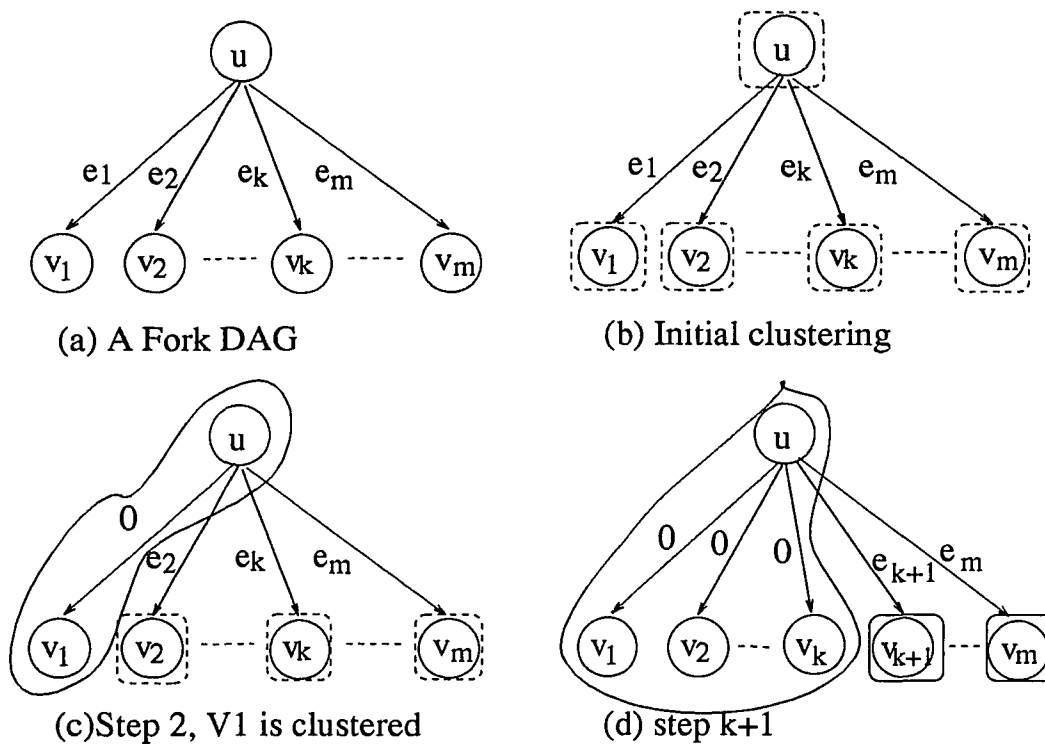 u
e1 e2 ek em
v1 v2 vk vm
(a) A Fork DAG
u
e1 e2 ek em
v1 v2 vk vm
(b) Initial clustering
u
0 e2 ek em
v1 v2 vk vm
(c)Step 2, V1 is clustered
u
0 0 0 ek+1 em
v1 v2 vk vk+1 vm
(d) step k+1